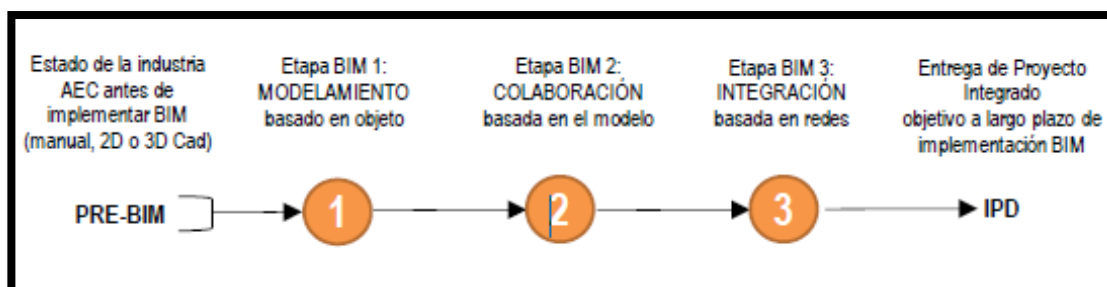 Estado de la industria
AEC antes de
implementar BIM
(manual, 2D o 3D Cad)
Etapa BIM 1:
MODELAMIENTO
basado en objeto
Etapa BIM 2:
COLABORACIÓN
basada en el modelo
Etapa BIM 3:
INTEGRACIÓN
basada en redes
Entrega de Proyecto
Integrado
objetivo a largo plazo de
implementación BIM
PRE-BIM
1
2
3
IPD